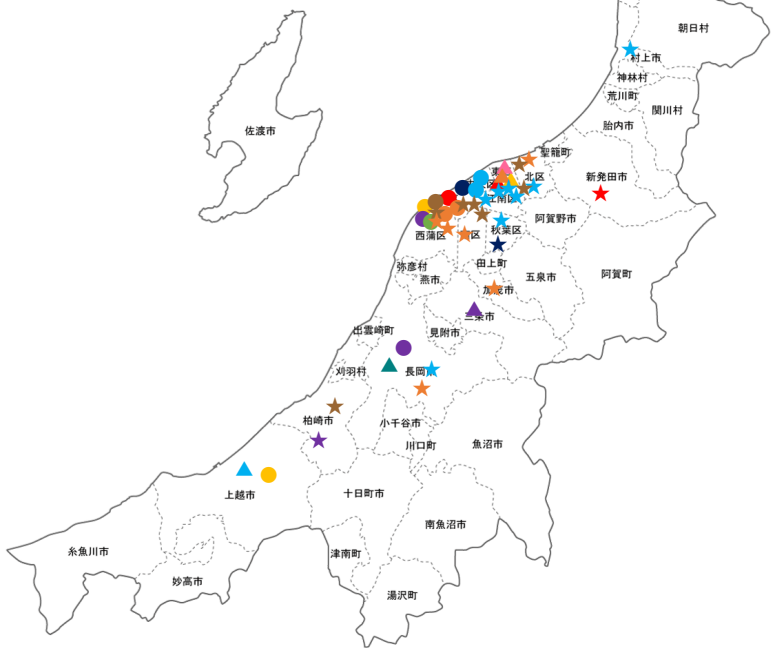 朝日村
村上市
神林村
荒川町
関川村
胎内市
佐渡市
聖籠町
北区
新発田市
江南区
阿賀野市
秋葉区
西蒲区
区
田上町
弥彦村
燕市
五泉市
阿賀町
加茂市
三条市
出雲崎町
見附市
刈羽村
長岡
柏崎市
小千谷市
川口町
魚沼市
上越市
十日町市
南魚沼市
糸魚川市
津南町
妙高市
湯沢町